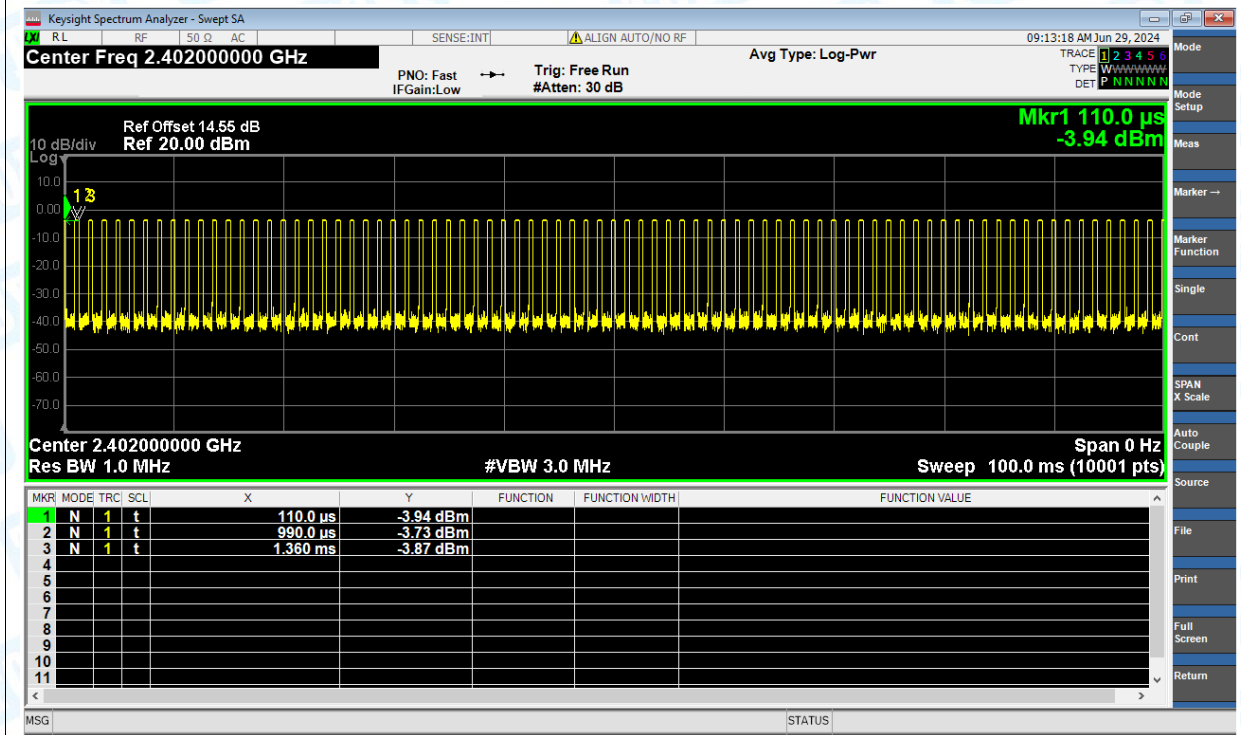 Keysight Spectrum Analyzer - Swept SA
LXI RL RF 50 Ω AC SENSE:INT ALIGN AUTO/NO RF 09:13:18 AM Jun 29, 2024
Center Freq 2.402000000 GHz
PNO: Fast
IFGain:Low
Trig: Free Run
#Atten: 30 dB
Avg Type: Log-Pwr
TRACE 1 2 3 4 5 6
TYPE WWWWWW
DET P N N N N N
Ref Offset 14.55 dB
10 dB/div Ref 20.00 dBm
Log
Mkr1 110.0 µs
-3.94 dBm
10.0
0.00
-10.0
-20.0
-30.0
-40.0
-50.0
-60.0
-70.0
1 3
Center 2.402000000 GHz Span 0 Hz
Res BW 1.0 MHz #VBW 3.0 MHz Sweep 100.0 ms (10001 pts)
MKR MODE TRC SCL X Y FUNCTION FUNCTION WIDTH FUNCTION VALUE
1 N 1 t 110.0 µs -3.94 dBm
2 N 1 t 990.0 µs -3.73 dBm
3 N 1 t 1.360 ms -3.87 dBm
4
5
6
7
8
9
10
11
MSG STATUS
Mode
Mode
Setup
Meas
Marker →
Marker
Function
Single
Cont
SPAN
X Scale
Auto
Couple
Source
File
Print
Full
Screen
Return